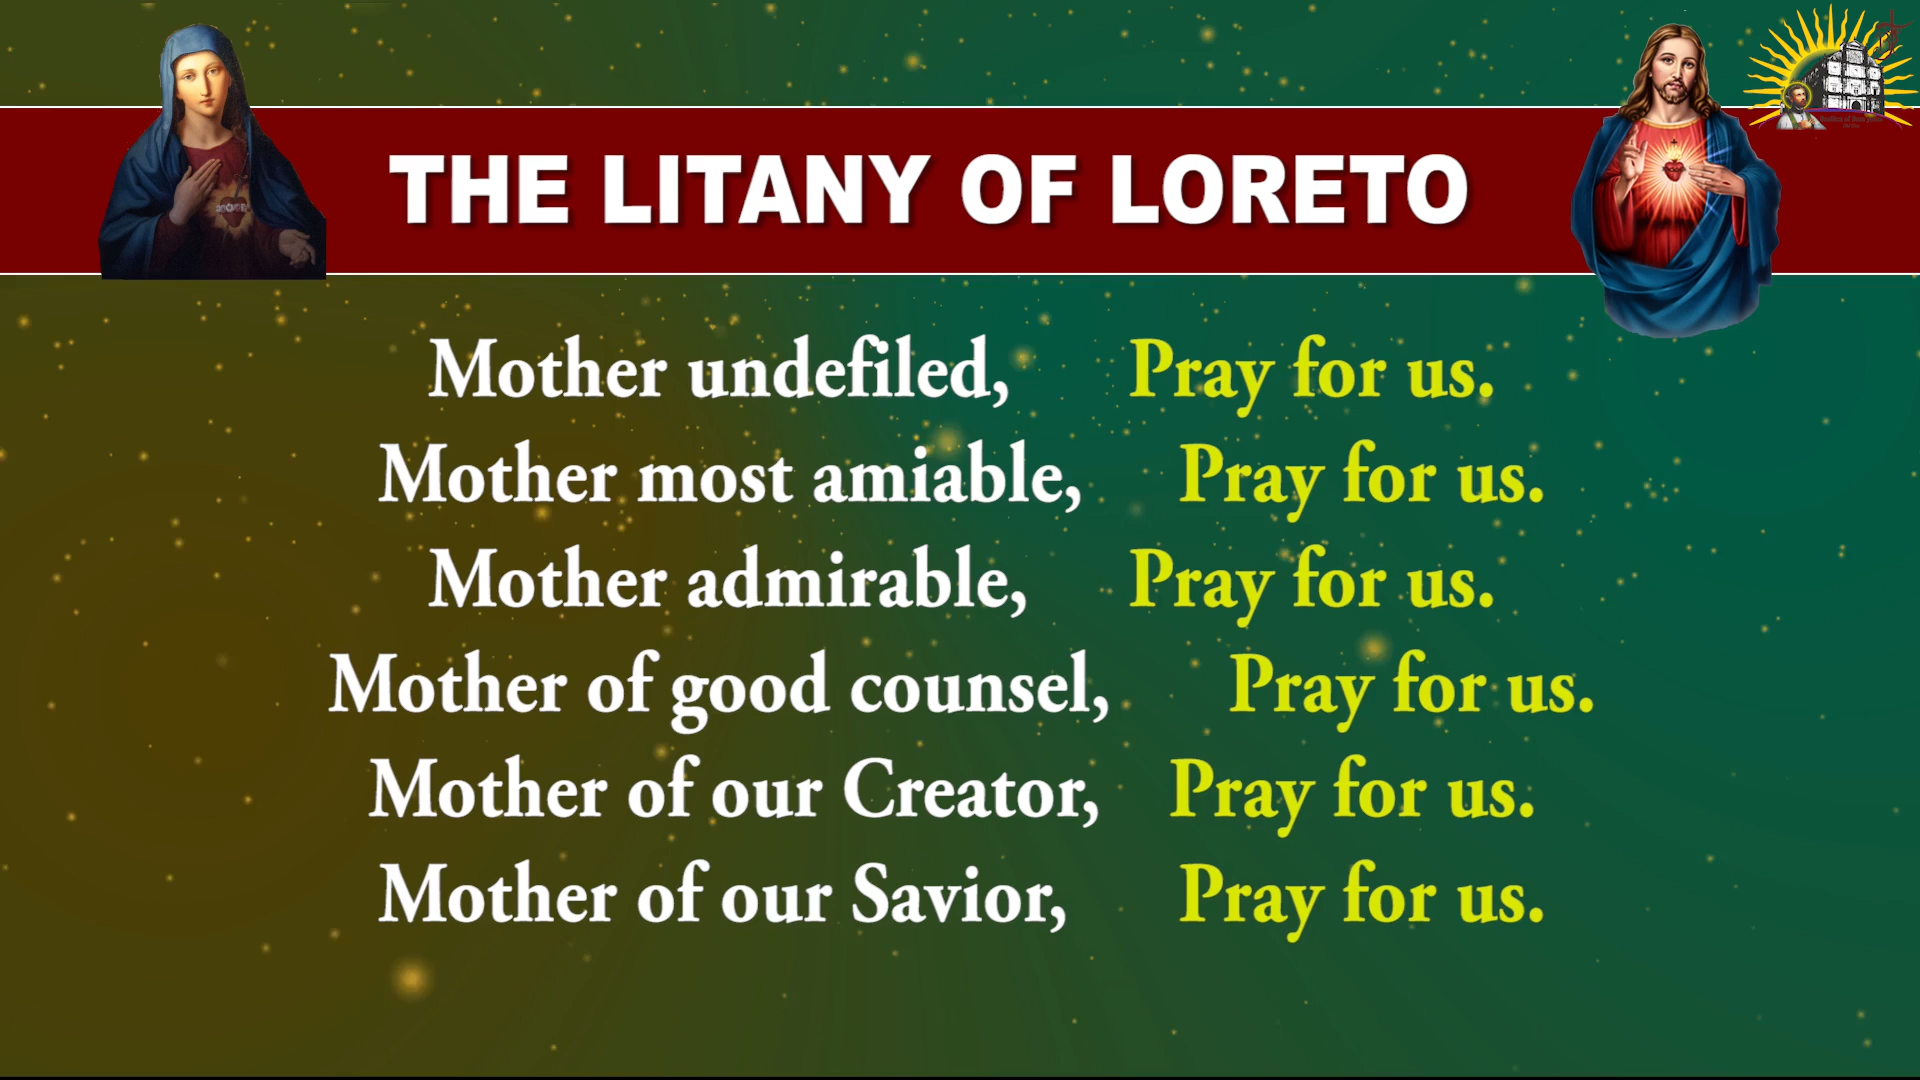 THE LITANY OF LORETO
Mother undefiled, Pray for us.
Mother most amiable, Pray for us.
Mother admirable, Pray for us.
Mother of good counsel, Pray for us.
Mother of our Creator, Pray for us.
Mother of our Savior, Pray for us.